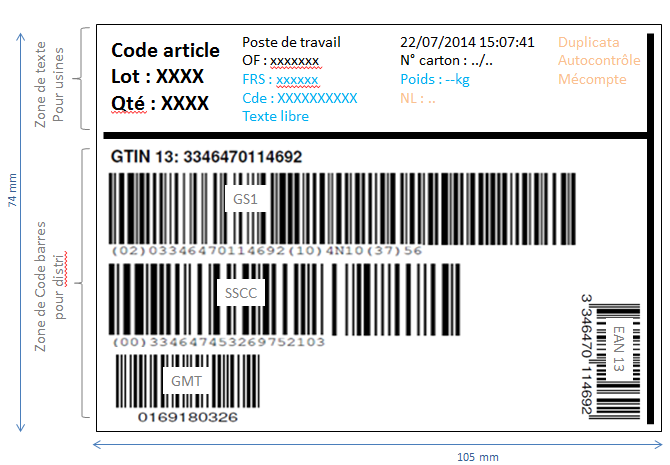 Zone de texte
Pour usines
74 mm
Code article
Lot : XXXX
Qté : XXXX
Poste de travail
OF : xxxxxxx
FRS : xxxxxx
Cde : XXXXXXXXXX
Texte libre
22/07/2014 15:07:41
N° carton : ../..
Poids : --kg
NL : ..
Duplicata
Autocontrôle
Mécompte
Zone de Code barres
pour distri
GTIN 13: 3346470114692
GS1
(02)03346470114692(10)4N10(37)56
SSCC
(00)334647453269752103
GMT
0169180326
EAN 13
3 346470 114692
105 mm